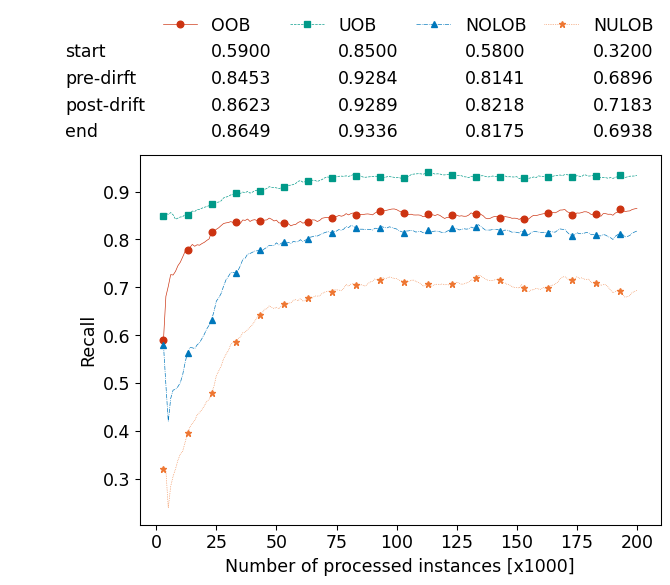 OOB UOB NOLOB NULOB
start 0.5900 0.8500 0.5800 0.3200
pre-dirft 0.8453 0.9284 0.8141 0.6896
post-drift 0.8623 0.9289 0.8218 0.7183
end 0.8649 0.9336 0.8175 0.6938
0.9
0.8
0.7
0.6
0.5
0.4
0.3
Recall
0 25 50 75 100 125 150 175 200
Number of processed instances [x1000]